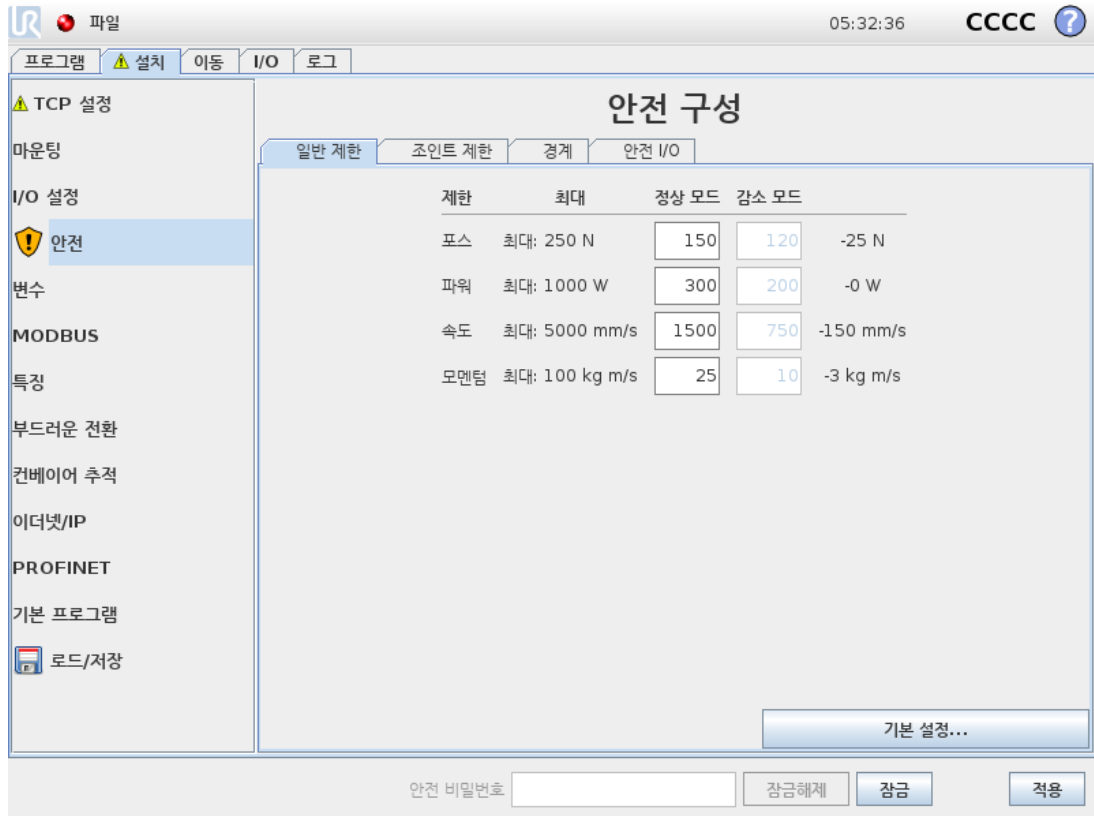 UR 파일 05:32:36 CCCC ?
프로그램 설치 이동 I/O 로그
TCP 설정
마운팅
I/O 설정
안전
변수
MODBUS
특징
부드러운 전환
컨베이어 추적
이더넷/IP
PROFINET
기본 프로그램
로드/저장
안전 구성
일반 제한 조인트 제한 경계 안전 I/O
제한 최대 정상 모드 감소 모드
포스 최대: 250 N 150 120 -25 N
파워 최대: 1000 W 300 200 -0 W
속도 최대: 5000 mm/s 1500 750 -150 mm/s
모멘텀 최대: 100 kg m/s 25 10 -3 kg m/s
기본 설정...
안전 비밀번호 잠금해제 잠금 적용